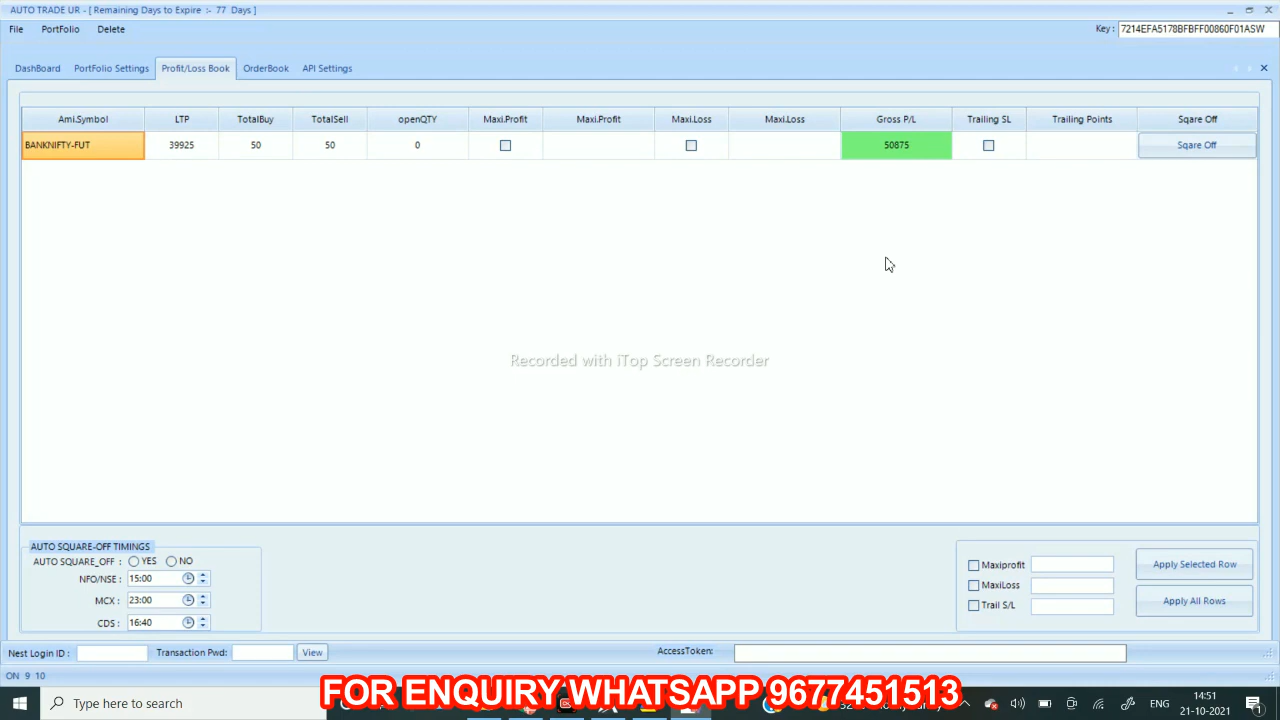 AUTO TRADE UR - [ Remaining Days to Expire :- 77 Days ]
File PortFolio Delete
Key : 7214EFA5178BFBFF00860F01ASW
DashBoard PortFolio Settings Profit/Loss Book OrderBook API Settings
Ami.Symbol LTP TotalBuy TotalSell openQTY Maxi.Profit Maxi.Profit Maxi.Loss Maxi.Loss Gross P/L Trailing SL Trailing Points Sqare Off
BANKNIFTY-FUT 39925 50 50 0 50875 Sqare Off
Recorded with iTop Screen Recorder
AUTO SQUARE-OFF TIMINGS
AUTO SQUARE_OFF : YES NO
NFO/NSE : 15:00
MCX : 23:00
CDS : 16:40
Maxiprofit
MaxiLoss
Trail S/L
Apply Selected Row
Apply All Rows
Nest Login ID : Transaction Pwd: View AccessToken:
ON 9 10
FOR ENQUIRY WHATSAPP 9677451513
Type here to search
ENG
14:51
21-10-2021